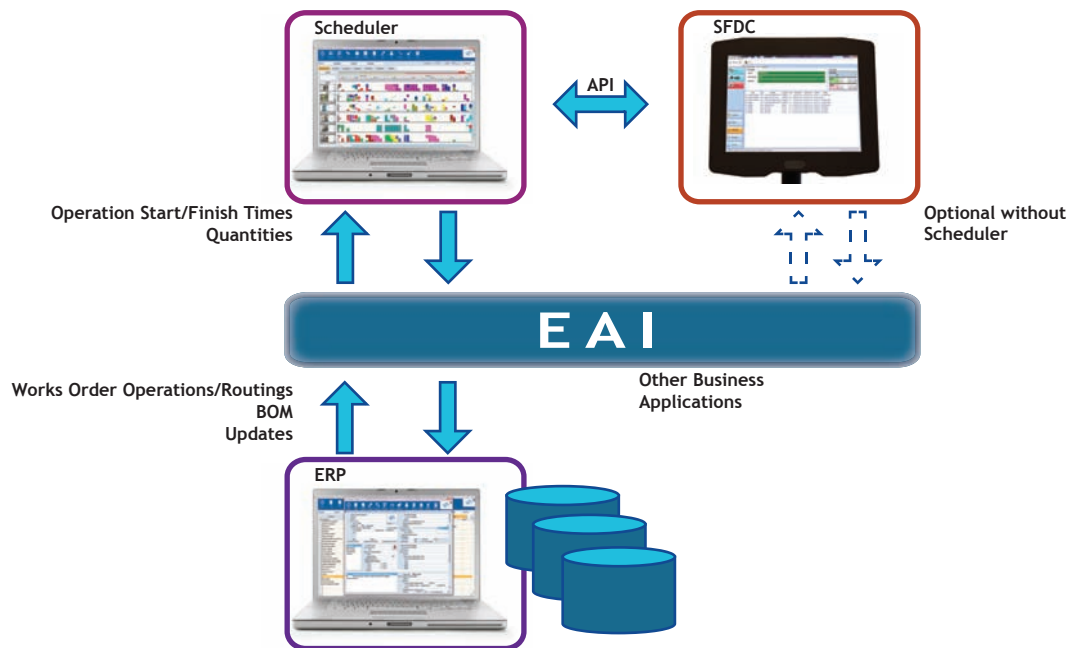 Scheduler
SFDC
API
Operation Start/Finish Times
Quantities
Optional without
Scheduler
EAI
Works Order Operations/Routings
BOM
Updates
Other Business
Applications
ERP